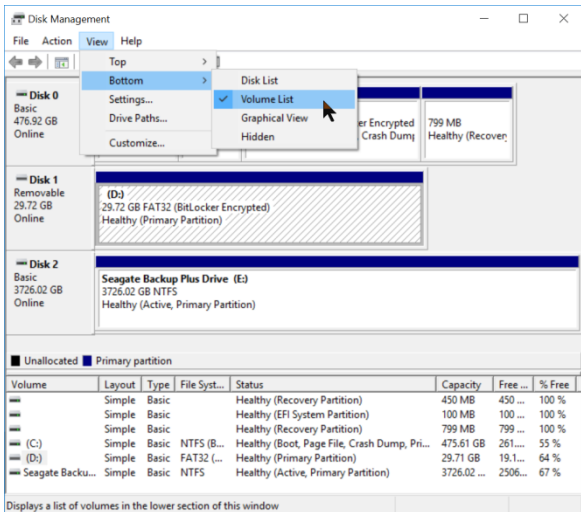 Disk Management
File Action View Help
Top
Bottom
Settings...
Drive Paths...
Customize...
Disk List
Volume List
Graphical View
Hidden
Disk 0
Basic
476.92 GB
Online
er Encrypted
Crash Dump
799 MB
Healthy (Recover
Disk 1
Removable
29.72 GB
Online
(D:)
29.72 GB FAT32 (BitLocker Encrypted)
Healthy (Primary Partition)
Disk 2
Basic
3726.02 GB
Online
Seagate Backup Plus Drive (E:)
3726.02 GB NTFS
Healthy (Active, Primary Partition)
Unallocated Primary partition
Volume Layout Type File Syst... Status Capacity Free ... % Free
Simple Basic Healthy (Recovery Partition) 450 MB 450 ... 100 %
Simple Basic Healthy (EFI System Partition) 100 MB 100 ... 100 %
Simple Basic Healthy (Recovery Partition) 799 MB 799 ... 100 %
(C:) Simple Basic NTFS (B... Healthy (Boot, Page File, Crash Dump, Pri... 475.61 GB 261.... 55 %
(D:) Simple Basic FAT32 (... Healthy (Primary Partition) 29.71 GB 19.1... 64 %
Seagate Backu... Simple Basic NTFS Healthy (Active, Primary Partition) 3726.02 ... 2506... 67 %
Displays a list of volumes in the lower section of this window